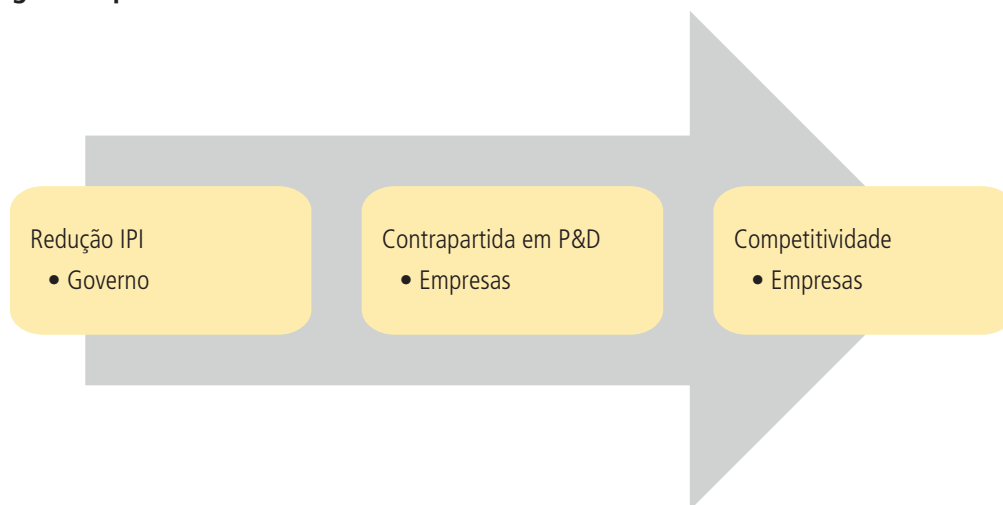 Redução IPI
• Governo
Contrapartida em P&D
• Empresas
Competitividade
• Empresas